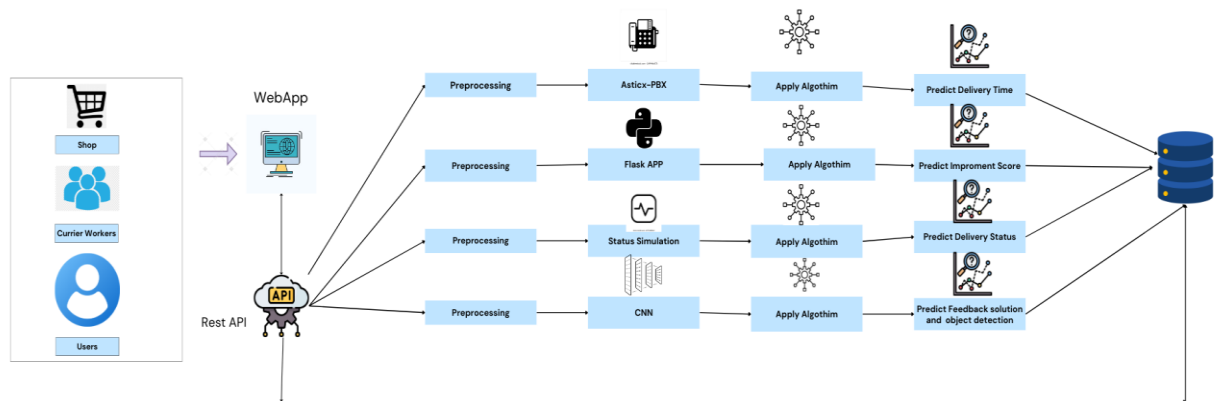 Shop
Currier Workers
Users
WebApp
API
Rest API
Preprocessing
Asticx-PBX
Apply Algothim
Predict Delivery Time
Preprocessing
Flask APP
Apply Algothim
Predict Improment Score
Preprocessing
Status Simulation
Apply Algothim
Predict Delivery Status
Preprocessing
CNN
Apply Algothim
Predict Feedback solution
and object detection